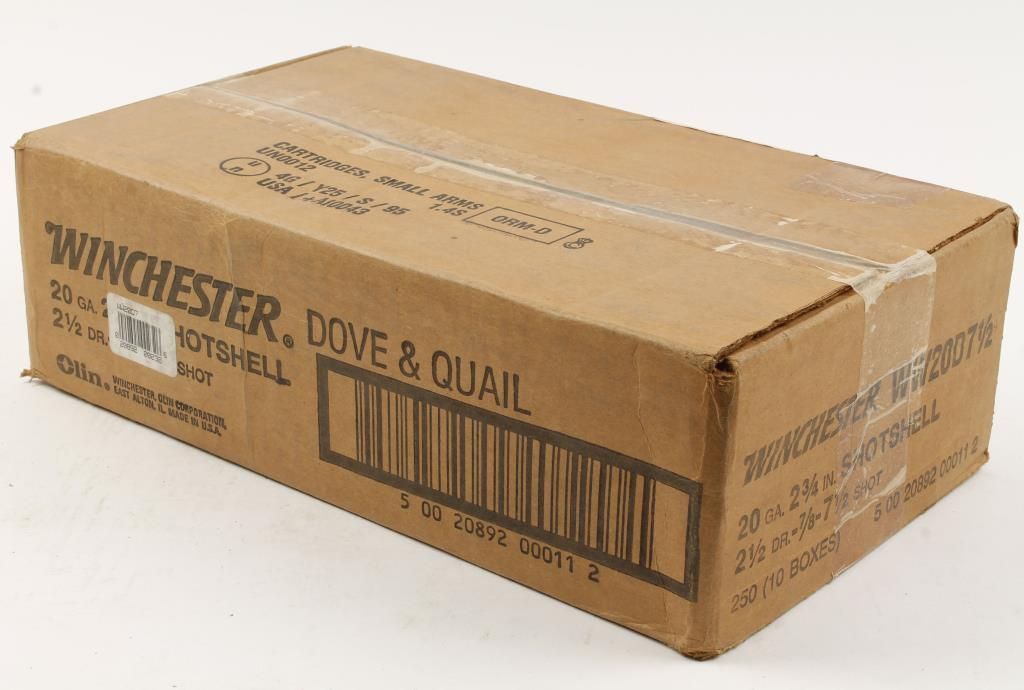 CARTRIDGES, SMALL ARMS
UN0012 1.4S
u n 4G / Y25 / S / 95
USA / +AI0043
ORM-D
WINCHESTER®
20 GA. 2 SHOTSHELL
2½ DR. SHOT
WW20D7
Olin®
WINCHESTER, OLIN CORPORATION,
EAST ALTON, IL. MADE IN U.S.A.
DOVE & QUAIL
5 00 20892 00011 2
WINCHESTER WW20D7½
20 GA. 2¾ IN. SHOTSHELL
2½ DR.=⅞-7½ SHOT
250 (10 BOXES)
5 00 20892 00011 2